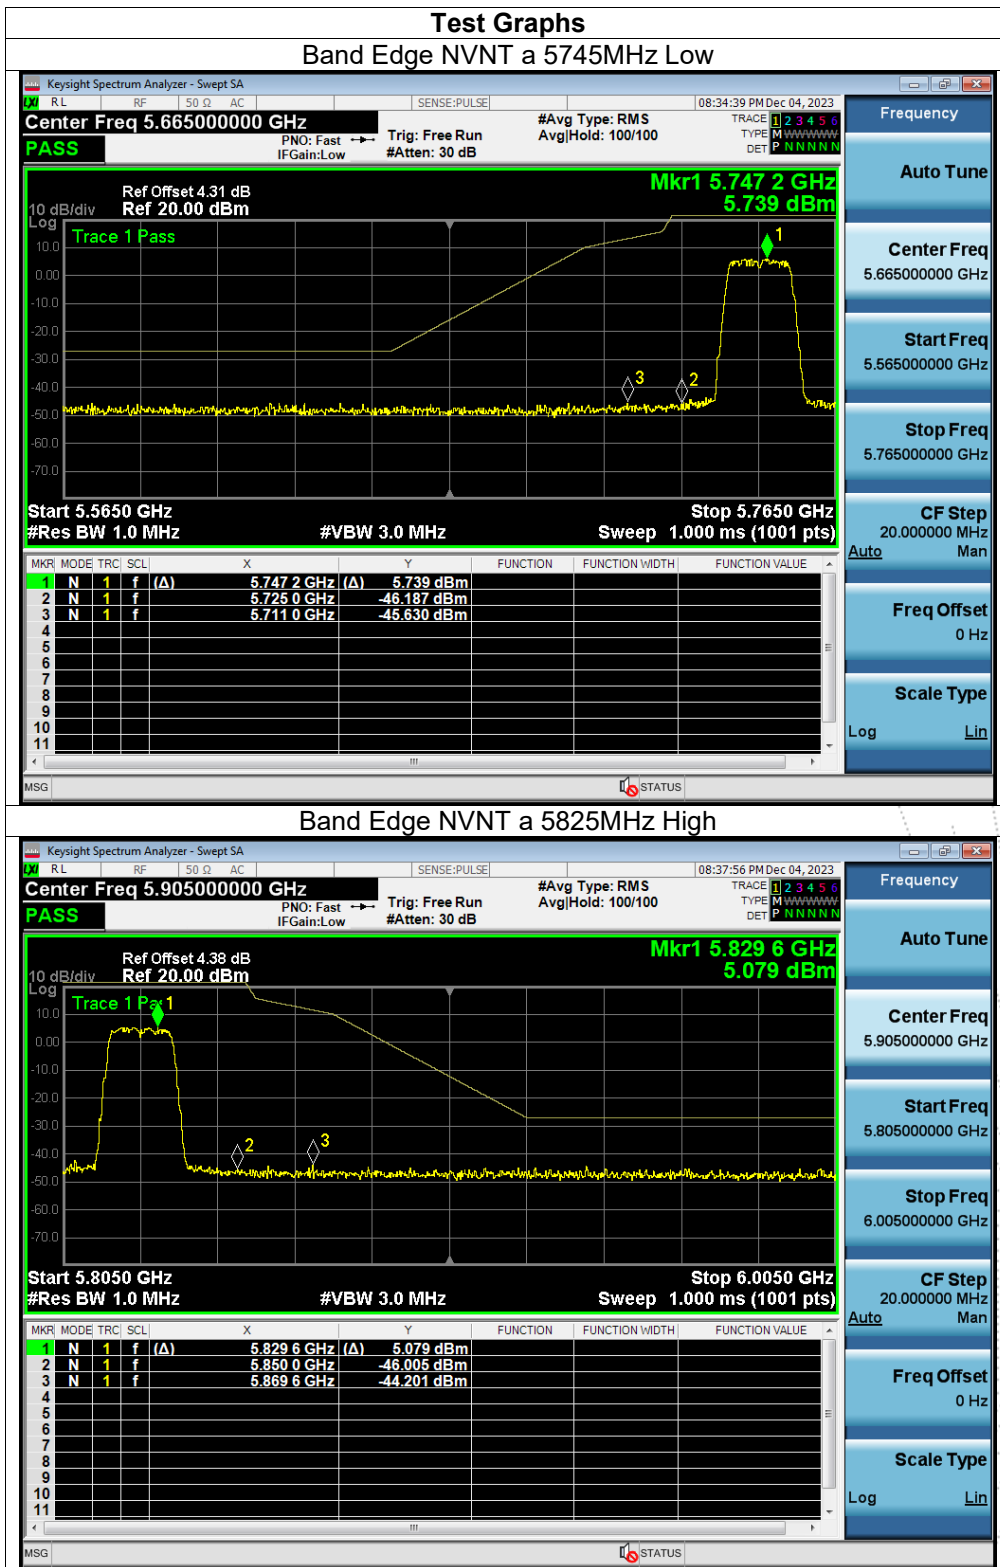 Test Graphs
Band Edge NVNT a 5745MHz Low
Keysight Spectrum Analyzer - Swept SA
LXI RL RF 50 Ω AC SENSE:PULSE 08:34:39 PM Dec 04, 2023
Center Freq 5.665000000 GHz #Avg Type: RMS TRACE 1 2 3 4 5 6
PASS PNO: Fast Trig: Free Run Avg|Hold: 100/100 TYPE M WWWWW
IFGain:Low #Atten: 30 dB DET P N N N N N
Ref Offset 4.31 dB Mkr1 5.747 2 GHz
10 dB/div Ref 20.00 dBm 5.739 dBm
Log
Trace 1 Pass
1
10.0
0.00
-10.0
-20.0
-30.0
-40.0
3
2
-50.0
-60.0
-70.0
Start 5.5650 GHz Stop 5.7650 GHz
#Res BW 1.0 MHz #VBW 3.0 MHz Sweep 1.000 ms (1001 pts)
MKR MODE TRC SCL X Y FUNCTION FUNCTION WIDTH FUNCTION VALUE
1 N 1 f (Δ) 5.747 2 GHz (Δ) 5.739 dBm
2 N 1 f 5.725 0 GHz -46.187 dBm
3 N 1 f 5.711 0 GHz -45.630 dBm
4
5
6
7
8
9
10
11
MSG STATUS
Frequency
Auto Tune
Center Freq
5.665000000 GHz
Start Freq
5.565000000 GHz
Stop Freq
5.765000000 GHz
CF Step
20.000000 MHz
Auto Man
Freq Offset
0 Hz
Scale Type
Log Lin
Band Edge NVNT a 5825MHz High
Keysight Spectrum Analyzer - Swept SA
LXI RL RF 50 Ω AC SENSE:PULSE 08:37:56 PM Dec 04, 2023
Center Freq 5.905000000 GHz #Avg Type: RMS TRACE 1 2 3 4 5 6
PASS PNO: Fast Trig: Free Run Avg|Hold: 100/100 TYPE M WWWWW
IFGain:Low #Atten: 30 dB DET P N N N N N
Ref Offset 4.38 dB Mkr1 5.829 6 GHz
10 dB/div Ref 20.00 dBm 5.079 dBm
Log
Trace 1 Pass
1
10.0
0.00
-10.0
-20.0
-30.0
-40.0
2
3
-50.0
-60.0
-70.0
Start 5.8050 GHz Stop 6.0050 GHz
#Res BW 1.0 MHz #VBW 3.0 MHz Sweep 1.000 ms (1001 pts)
MKR MODE TRC SCL X Y FUNCTION FUNCTION WIDTH FUNCTION VALUE
1 N 1 f (Δ) 5.829 6 GHz (Δ) 5.079 dBm
2 N 1 f 5.850 0 GHz -46.005 dBm
3 N 1 f 5.869 6 GHz -44.201 dBm
4
5
6
7
8
9
10
11
MSG STATUS
Frequency
Auto Tune
Center Freq
5.905000000 GHz
Start Freq
5.805000000 GHz
Stop Freq
6.005000000 GHz
CF Step
20.000000 MHz
Auto Man
Freq Offset
0 Hz
Scale Type
Log Lin